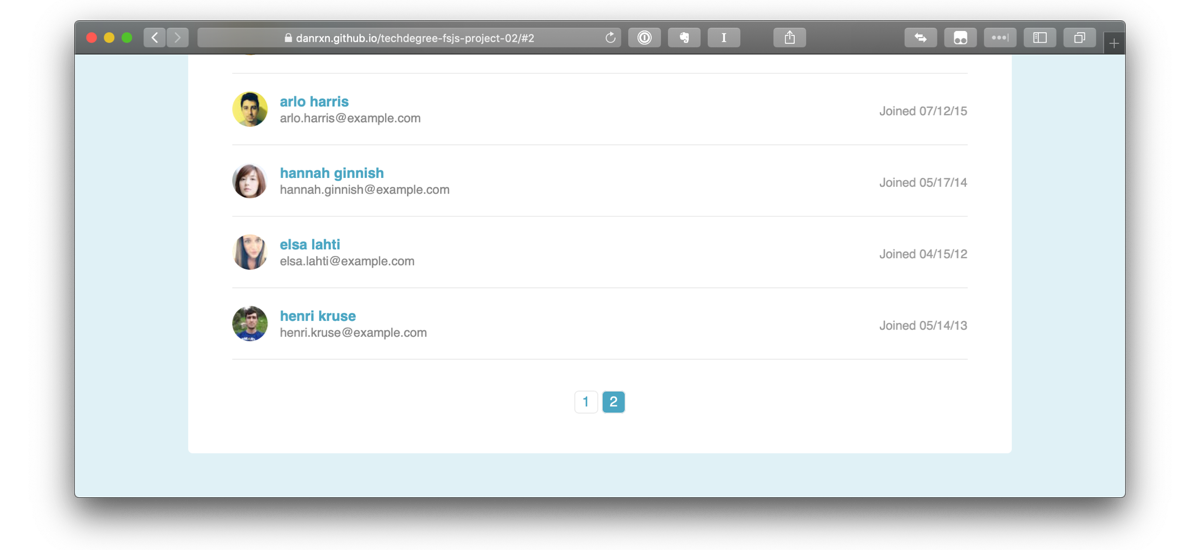 danrxn.github.io/techdegree-fsjs-project-02/#2
arlo harris
arlo.harris@example.com
Joined 07/12/15
hannah ginnish
hannah.ginnish@example.com
Joined 05/17/14
elsa lahti
elsa.lahti@example.com
Joined 04/15/12
henri kruse
henri.kruse@example.com
Joined 05/14/13
1 2